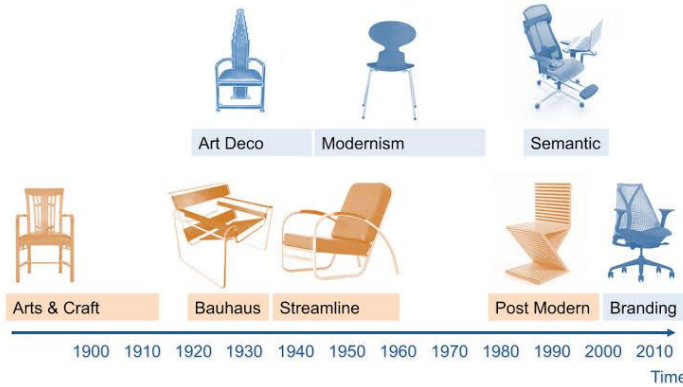 Art Deco
Modernism
Semantic
Arts & Craft
Bauhaus
Streamline
Post Modern
Branding
1900 1910 1920 1930 1940 1950 1960 1970 1980 1990 2000 2010
Time